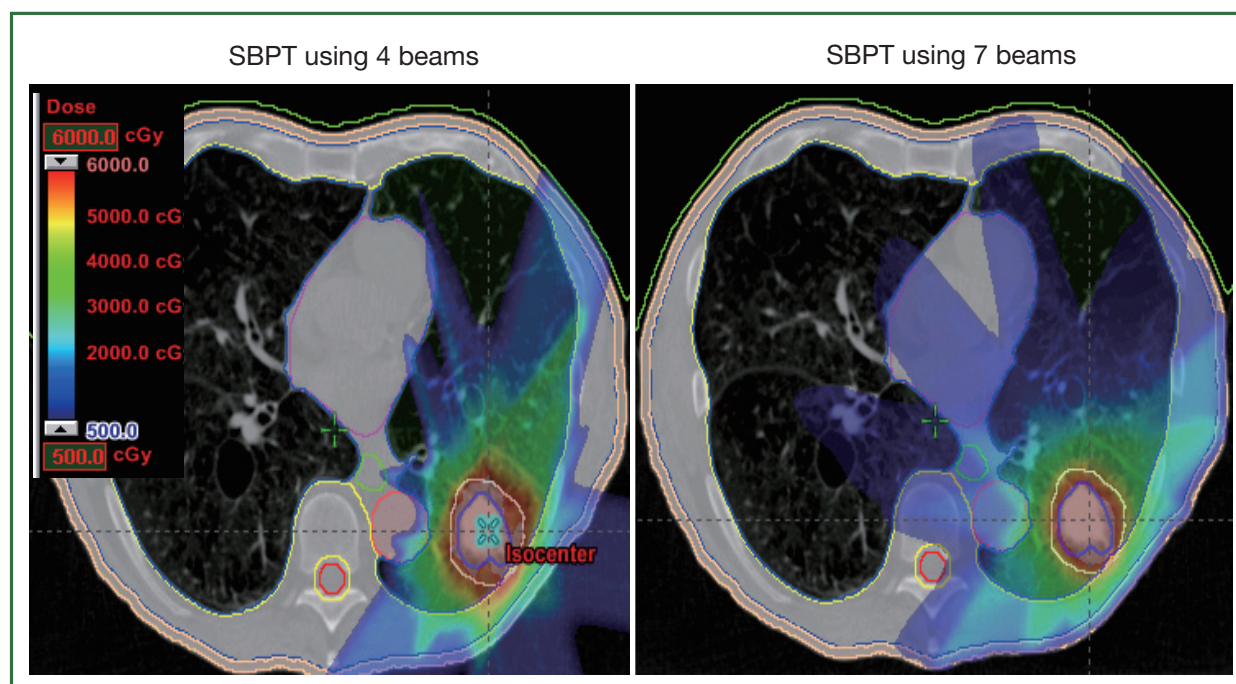 SBPT using 4 beams
SBPT using 7 beams
Dose
6000.0 cGy
6000.0
5000.0 cG
4000.0 cG
3000.0 cG
2000.0 cG
500.0
500.0 cGy
Isocenter